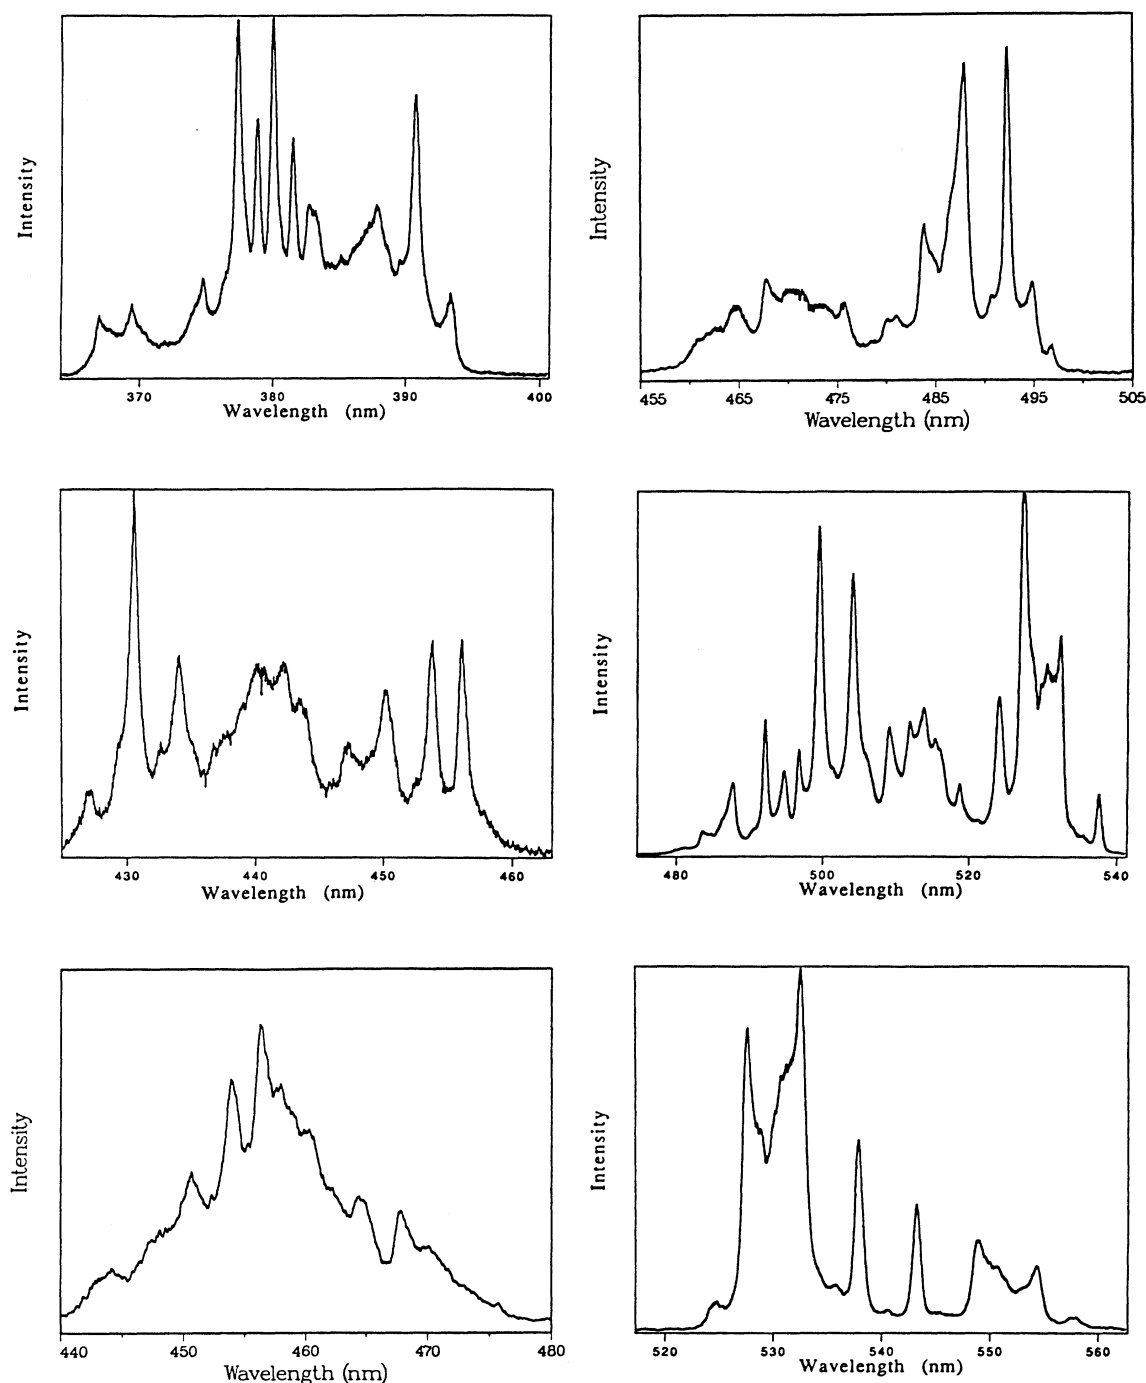 Intensity
370 380 390 400
Wavelength (nm)
Intensity
455 465 475 485 495 505
Wavelength (nm)
Intensity
430 440 450 460
Wavelength (nm)
Intensity
480 500 520 540
Wavelength (nm)
Intensity
440 450 460 470 480
Wavelength (nm)
Intensity
520 530 540 550 560
Wavelength (nm)